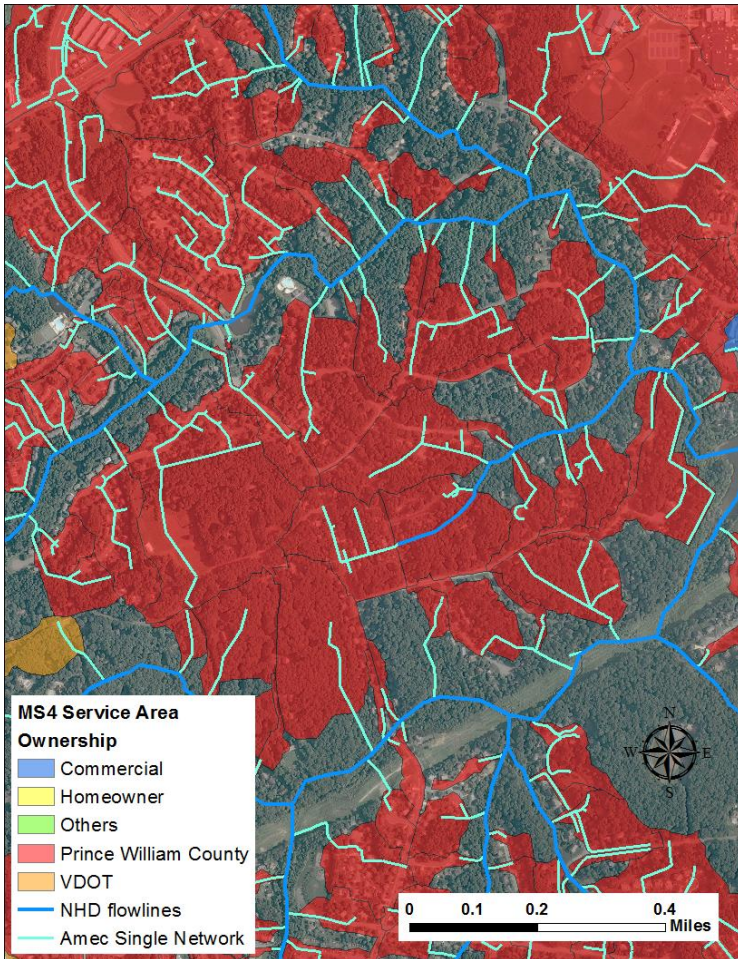 MS4 Service Area
Ownership
Commercial
Homeowner
Others
Prince William County
VDOT
NHD flowlines
Amec Single Network
N
W E
S
0 0.1 0.2 0.4
Miles